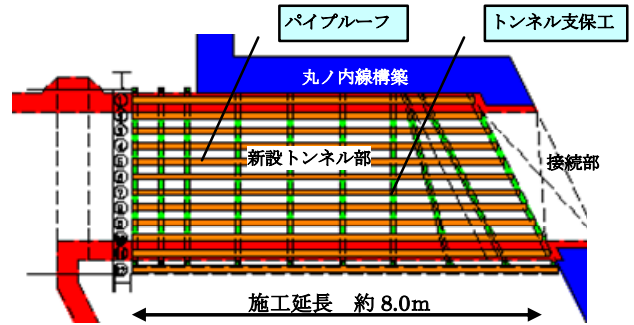 パイプルーフ
トンネル支保工
丸ノ内線構築
新設トンネル部
接続部
施工延長 約 8.0m